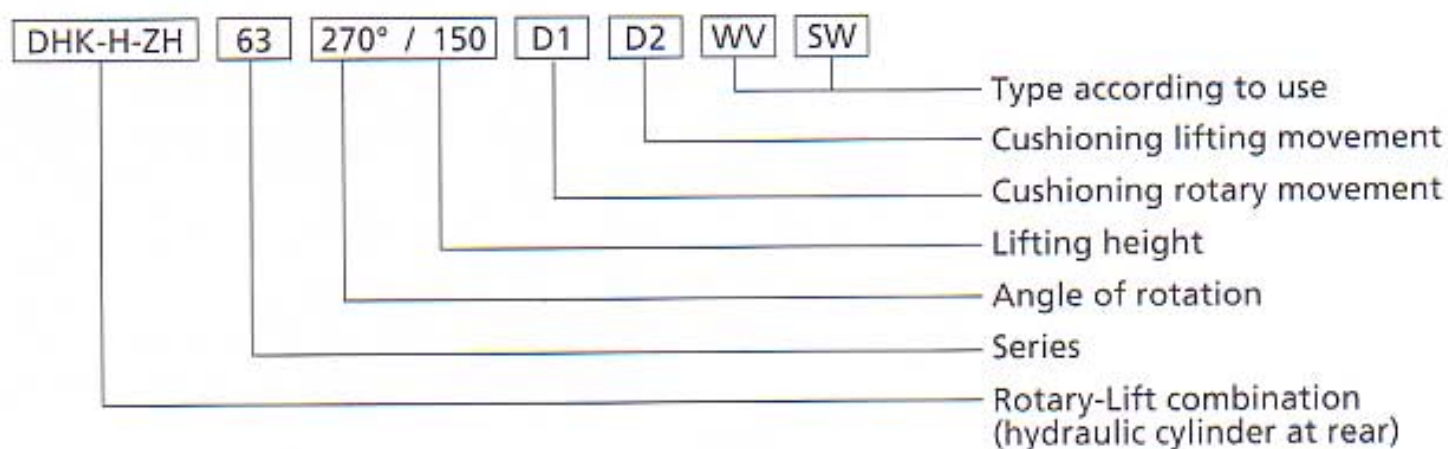 DHK-H-ZH 63 270° / 150 D1 D2 WV SW
Type according to use
Cushioning lifting movement
Cushioning rotary movement
Lifting height
Angle of rotation
Series
Rotary-Lift combination
(hydraulic cylinder at rear)